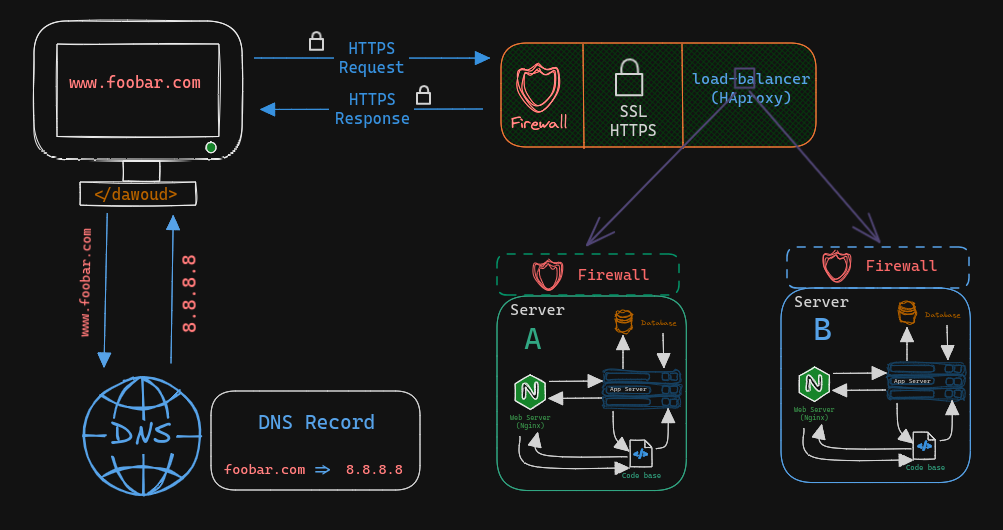 www.foobar.com
</dawoud>
HTTPS
Request
HTTPS
Response
Firewall
SSL
HTTPS
load-balancer
(HAproxy)
www.foobar.com
8.8.8.8
DNS
DNS Record
foobar.com => 8.8.8.8
Firewall
Server
A
Database
App Server
Web Server
(Nginx)
Code base
Firewall
Server
B
Database
App Server
Web Server
(Nginx)
Code base